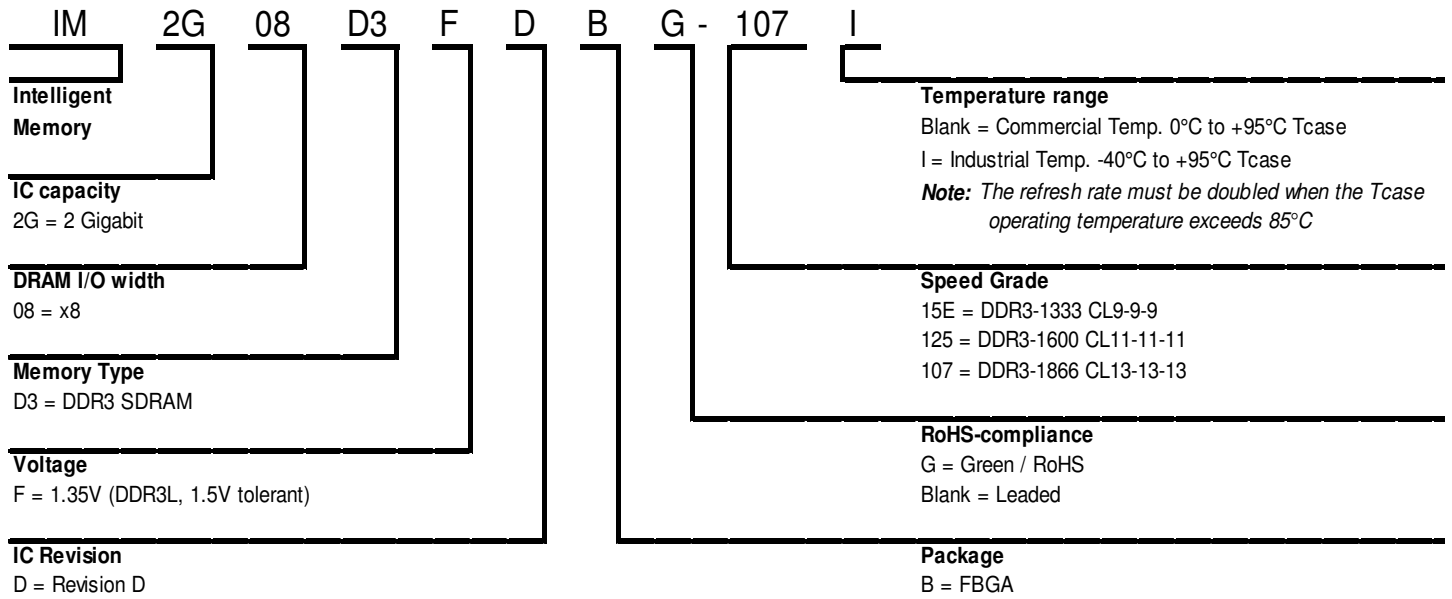 IM 2G 08 D3 F D B G - 107 I
Intelligent
Memory
IC capacity
2G = 2 Gigabit
DRAM I/O width
08 = x8
Memory Type
D3 = DDR3 SDRAM
Voltage
F = 1.35V (DDR3L, 1.5V tolerant)
IC Revision
D = Revision D
Temperature range
Blank = Commercial Temp. 0°C to +95°C Tcase
I = Industrial Temp. -40°C to +95°C Tcase
Note: The refresh rate must be doubled when the Tcase
operating temperature exceeds 85°C
Speed Grade
15E = DDR3-1333 CL9-9-9
125 = DDR3-1600 CL11-11-11
107 = DDR3-1866 CL13-13-13
RoHS-compliance
G = Green / RoHS
Blank = Leaded
Package
B = FBGA